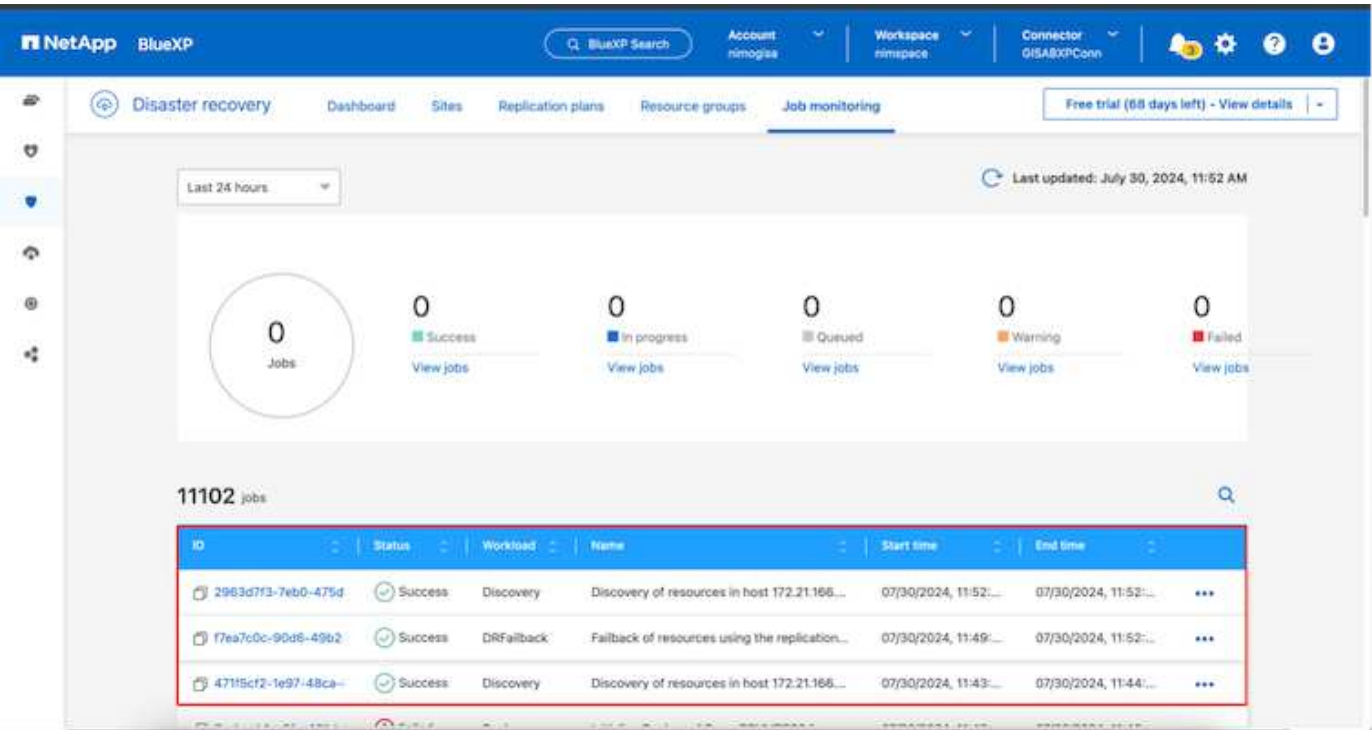 NetApp BlueXP BlueXP Search Account nimogisa Workspace nimspace Connector GISABXPConn 3
Disaster recovery Dashboard Sites Replication plans Resource groups Job monitoring Free trial (68 days left) - View details
Last 24 hours Last updated: July 30, 2024, 11:52 AM
0 Jobs
0 Success View jobs
0 In progress View jobs
0 Queued View jobs
0 Warning View jobs
0 Failed View jobs
11102 jobs
ID Status Workload Name Start time End time
2963d7f3-7eb0-475d Success Discovery Discovery of resources in host 172.21.166.... 07/30/2024, 11:52:... 07/30/2024, 11:52:...
f7ea7c0c-90d6-49b2 Success DRFailback Failback of resources using the replication... 07/30/2024, 11:49:... 07/30/2024, 11:52:...
471f5cf2-1e97-48ca- Success Discovery Discovery of resources in host 172.21.166.... 07/30/2024, 11:43:... 07/30/2024, 11:44:...